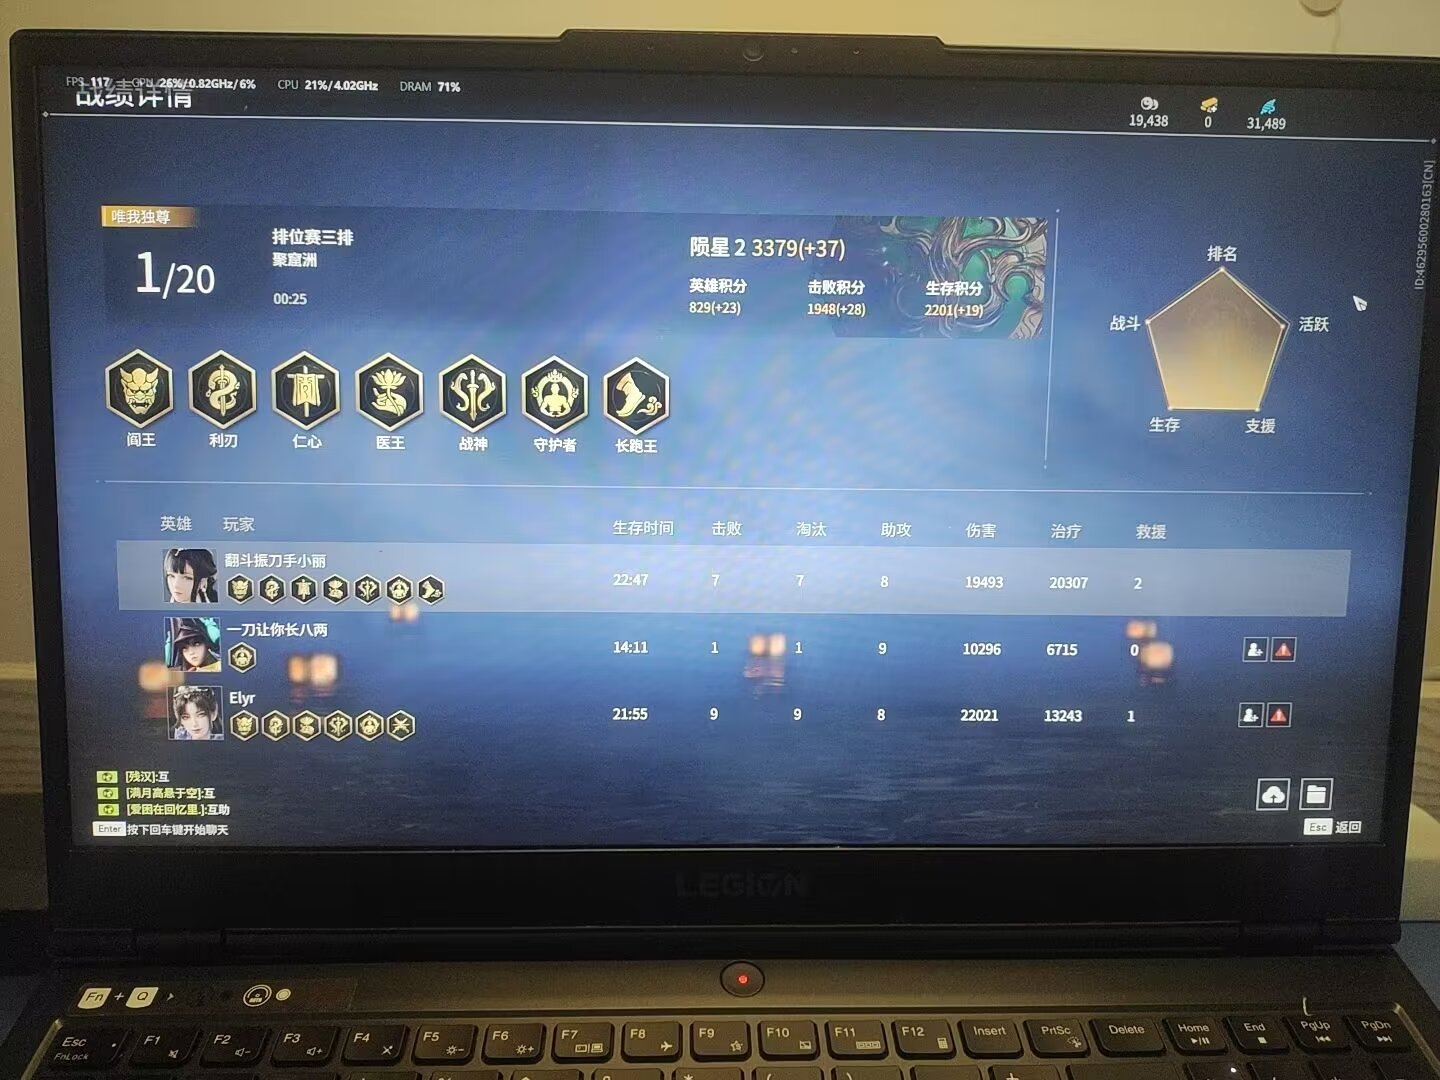 FPS 117 GPU 26%/0.82GHz/6% CPU 21%/4.02GHz DRAM 71%
战绩详情
19,438 0 31,489
ID:46295600280163[CN]
唯我独尊
1/20
排位赛三排
聚窟洲
00:25
陨星 2 3379(+37)
英雄积分 击败积分 生存积分
829(+23) 1948(+28) 2201(+19)
排名
战斗 活跃
生存 支援
阎王 利刃 仁心 医王 战神 守护者 长跑王
英雄 玩家 生存时间 击败 淘汰 助攻 伤害 治疗 救援
翻斗振刀手小丽
22:47 7 7 8 19493 20307 2
一刀让你长八两
14:11 1 1 9 10296 6715 0
Elyr
21:55 9 9 8 22021 13243 1
[残汉]:互
[满月高悬于空]:互
[爱困在回忆里.]:互助
Enter 按下回车键开始聊天
Esc 返回
LEGION
Fn + Q
Esc F1 F2 F3 F4 F5 F6 F7 F8 F9 F10 F11 F12 Insert PrtSc Delete Home End PgUp PgDn
FnLock